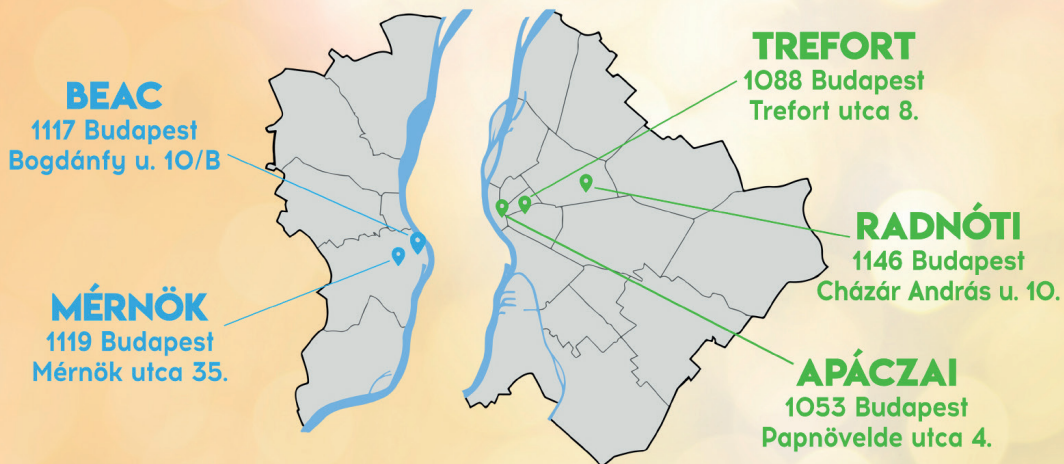 BEAC
1117 Budapest
Bogdánfy u. 10/B
MÉRNÖK
1119 Budapest
Mérnök utca 35.
TREFORT
1088 Budapest
Trefort utca 8.
RADNÓTI
1146 Budapest
Cházár András u. 10.
APÁCZAI
1053 Budapest
Papnövelde utca 4.